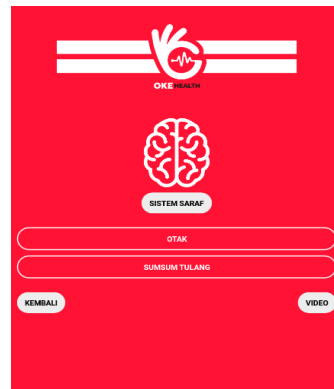 OKE HEALTH
SISTEM SARAF
OTAK
SUMSUM TULANG
KEMBALI
VIDEO